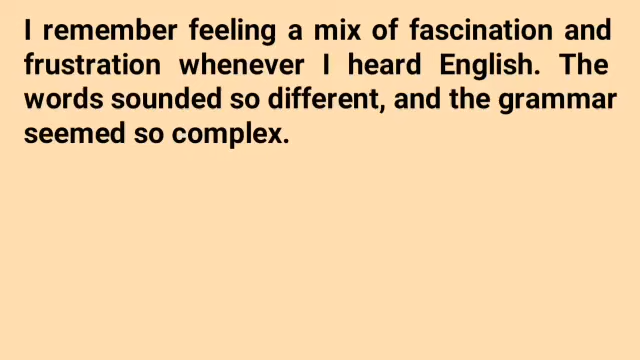 I remember feeling a mix of fascination and
frustration whenever I heard English. The
words sounded so different, and the grammar
seemed so complex.